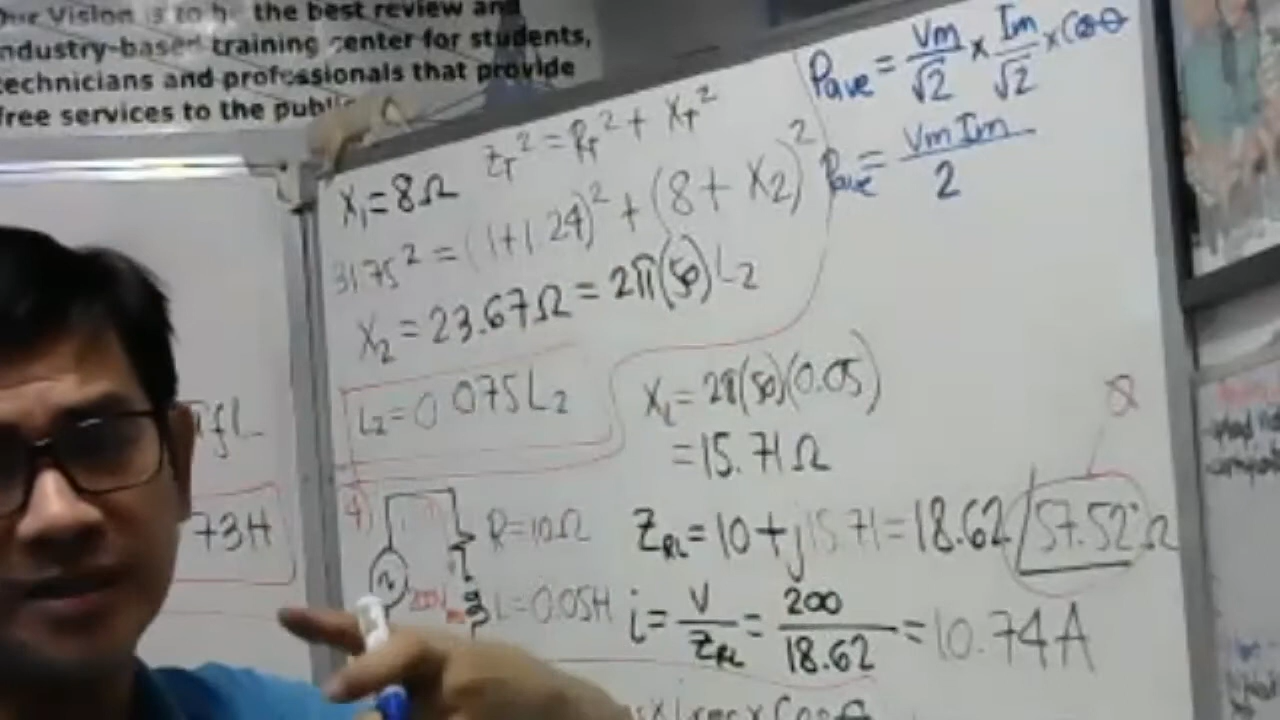 Our Vision is to be the best review and
industry-based training center for students,
technicians and professionals that provide
free services to the public
Zт² = Rт² + Xт²
X₁=8Ω
31.75² = (1+1.24)² + (8+X₂)²
X₂ = 23.67Ω = 2π(50)L₂
L₂=0.075L₂
Pave = Vm/√2 × Im/√2 × Cosθ
Pave = VmIm/2
XL = 2π(50)(0.05)
=15.71Ω
4)
R=10Ω
L=0.05H
ZRL = 10+j15.71 = 18.62 /57.52° Ω
i = V/ZRL = 200/18.62 = 10.74A
fL
73H